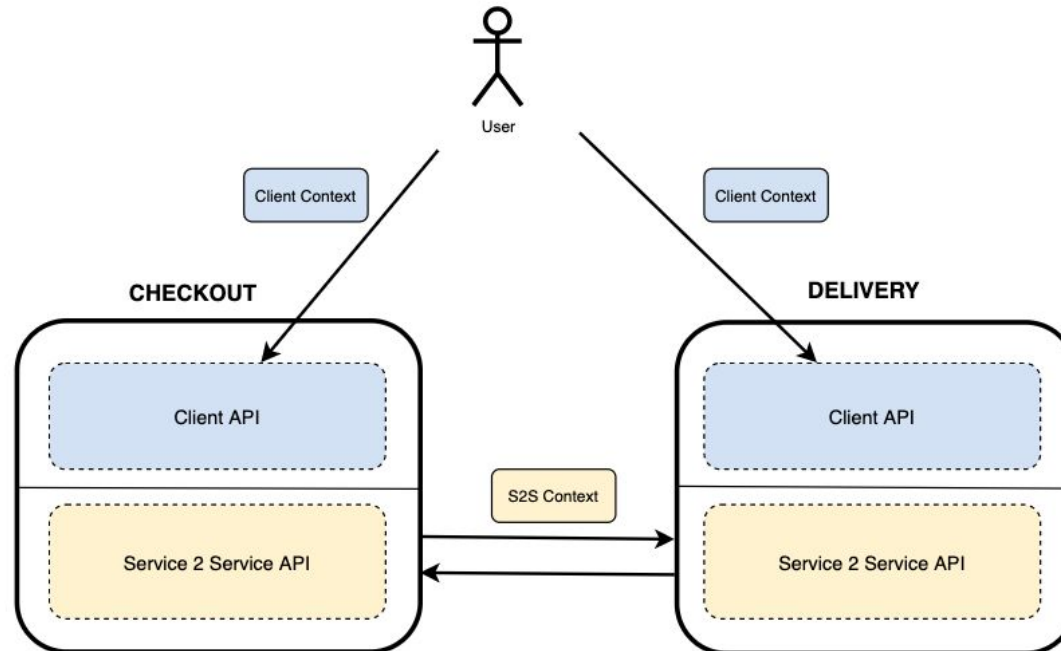 User
Client Context
Client Context
CHECKOUT
DELIVERY
Client API
Client API
S2S Context
Service 2 Service API
Service 2 Service API